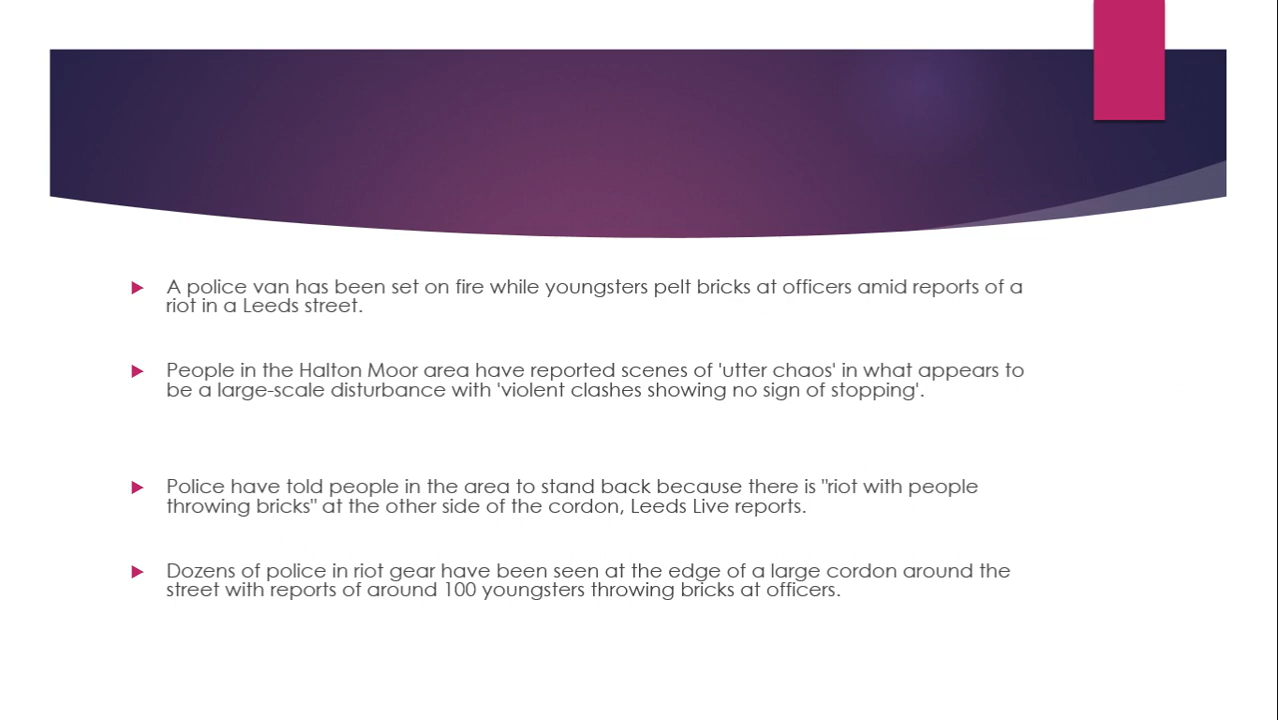 A police van has been set on fire while youngsters pelt bricks at officers amid reports of a
riot in a Leeds street.
People in the Halton Moor area have reported scenes of 'utter chaos' in what appears to
be a large-scale disturbance with 'violent clashes showing no sign of stopping'.
Police have told people in the area to stand back because there is "riot with people
throwing bricks" at the other side of the cordon, Leeds Live reports.
Dozens of police in riot gear have been seen at the edge of a large cordon around the
street with reports of around 100 youngsters throwing bricks at officers.